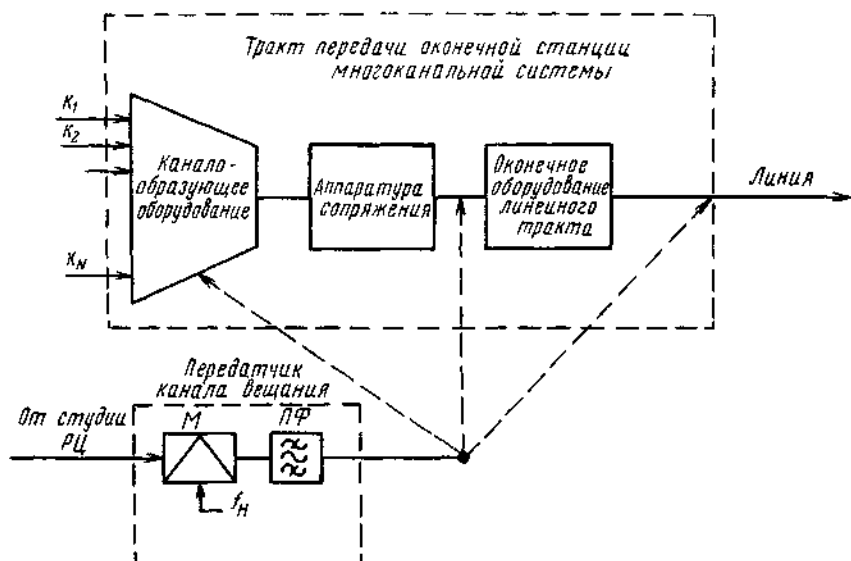 Тракт передачи оконечной станции
многоканальной системы
K1
K2
KN
Канало-
образующее
оборудование
Аппаратура
сопряжения
Оконечное
оборудование
линейного
тракта
Линия
Передатчик
канала вещания
От студии
РЦ
М
ПФ
fН